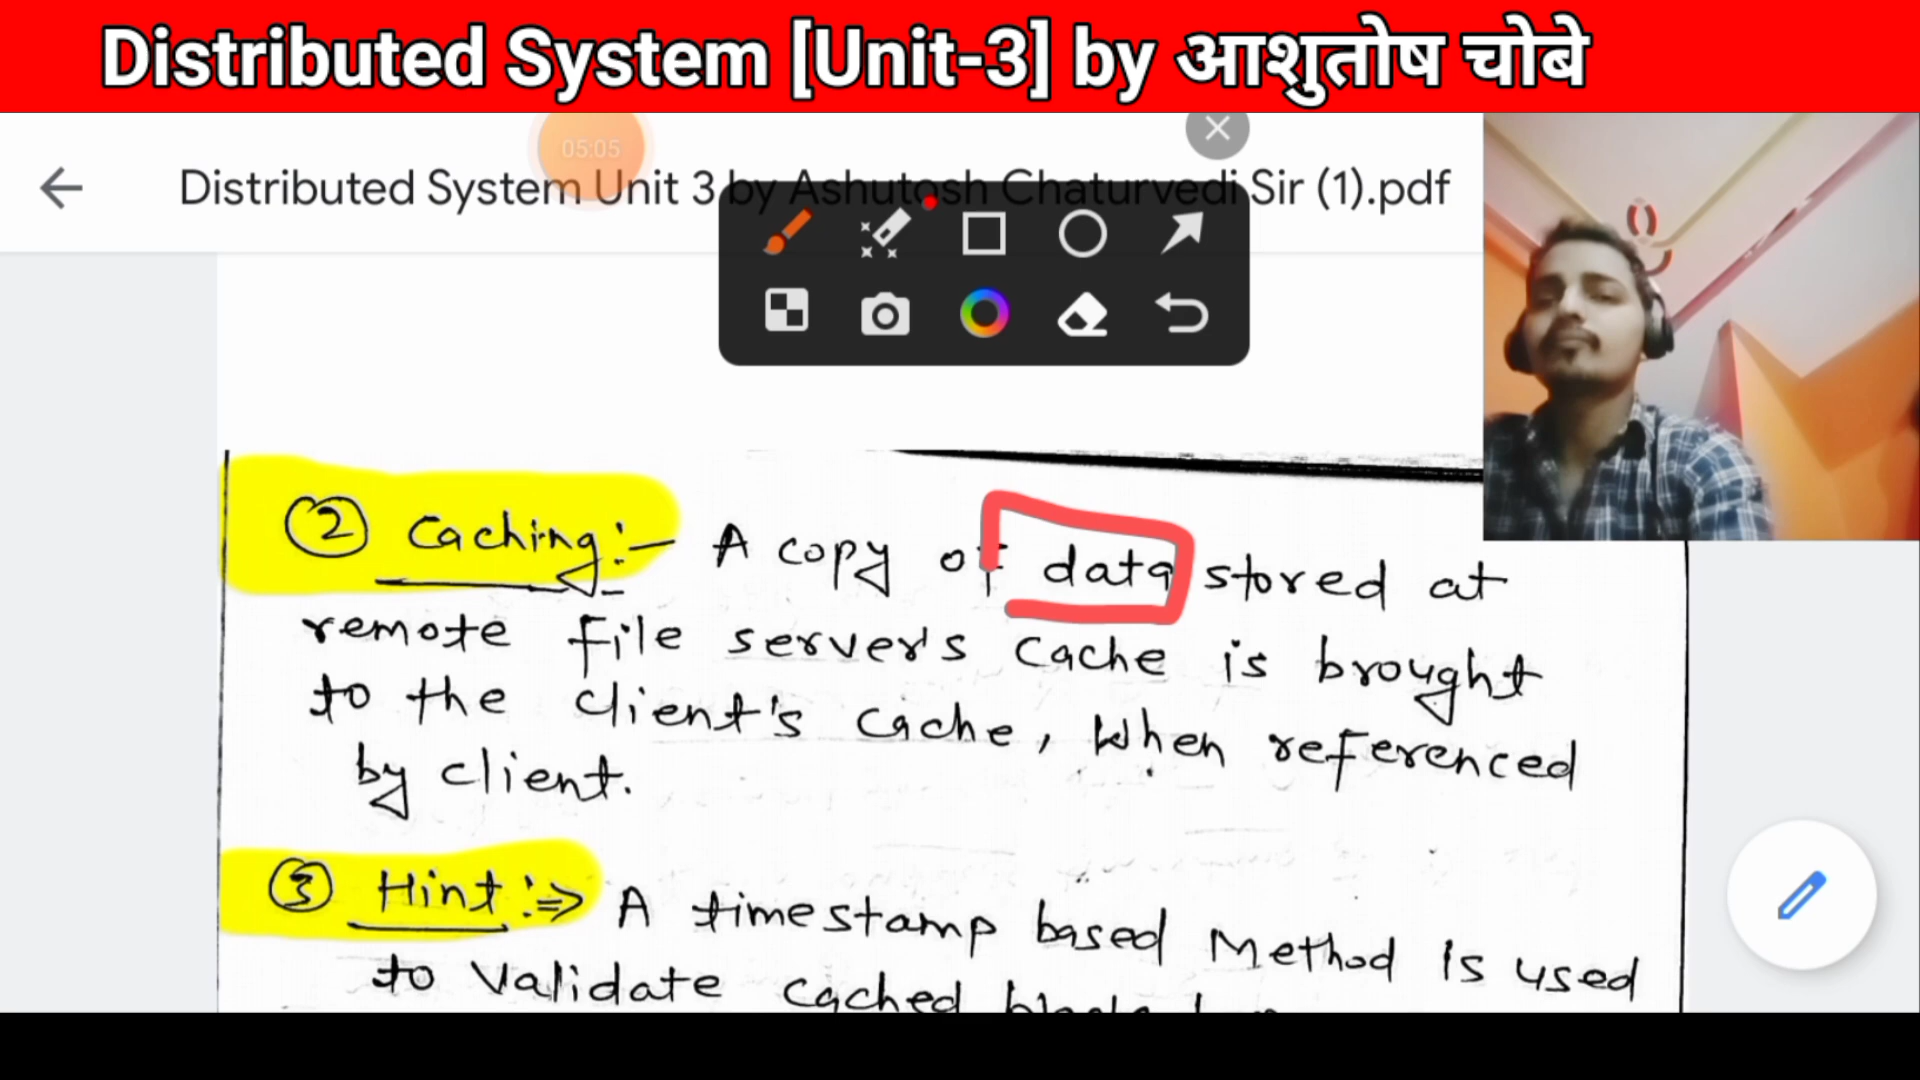 Distributed System [Unit-3] by आशुतोष चोबे
05:05
Distributed System Unit 3 by Ashutosh Chaturvedi Sir (1).pdf
② Caching:- A copy of data stored at
remote file server's cache is brought
to the client's cache, when referenced
by client.
③ Hint:⇒ A timestamp based Method is used
to validate cached